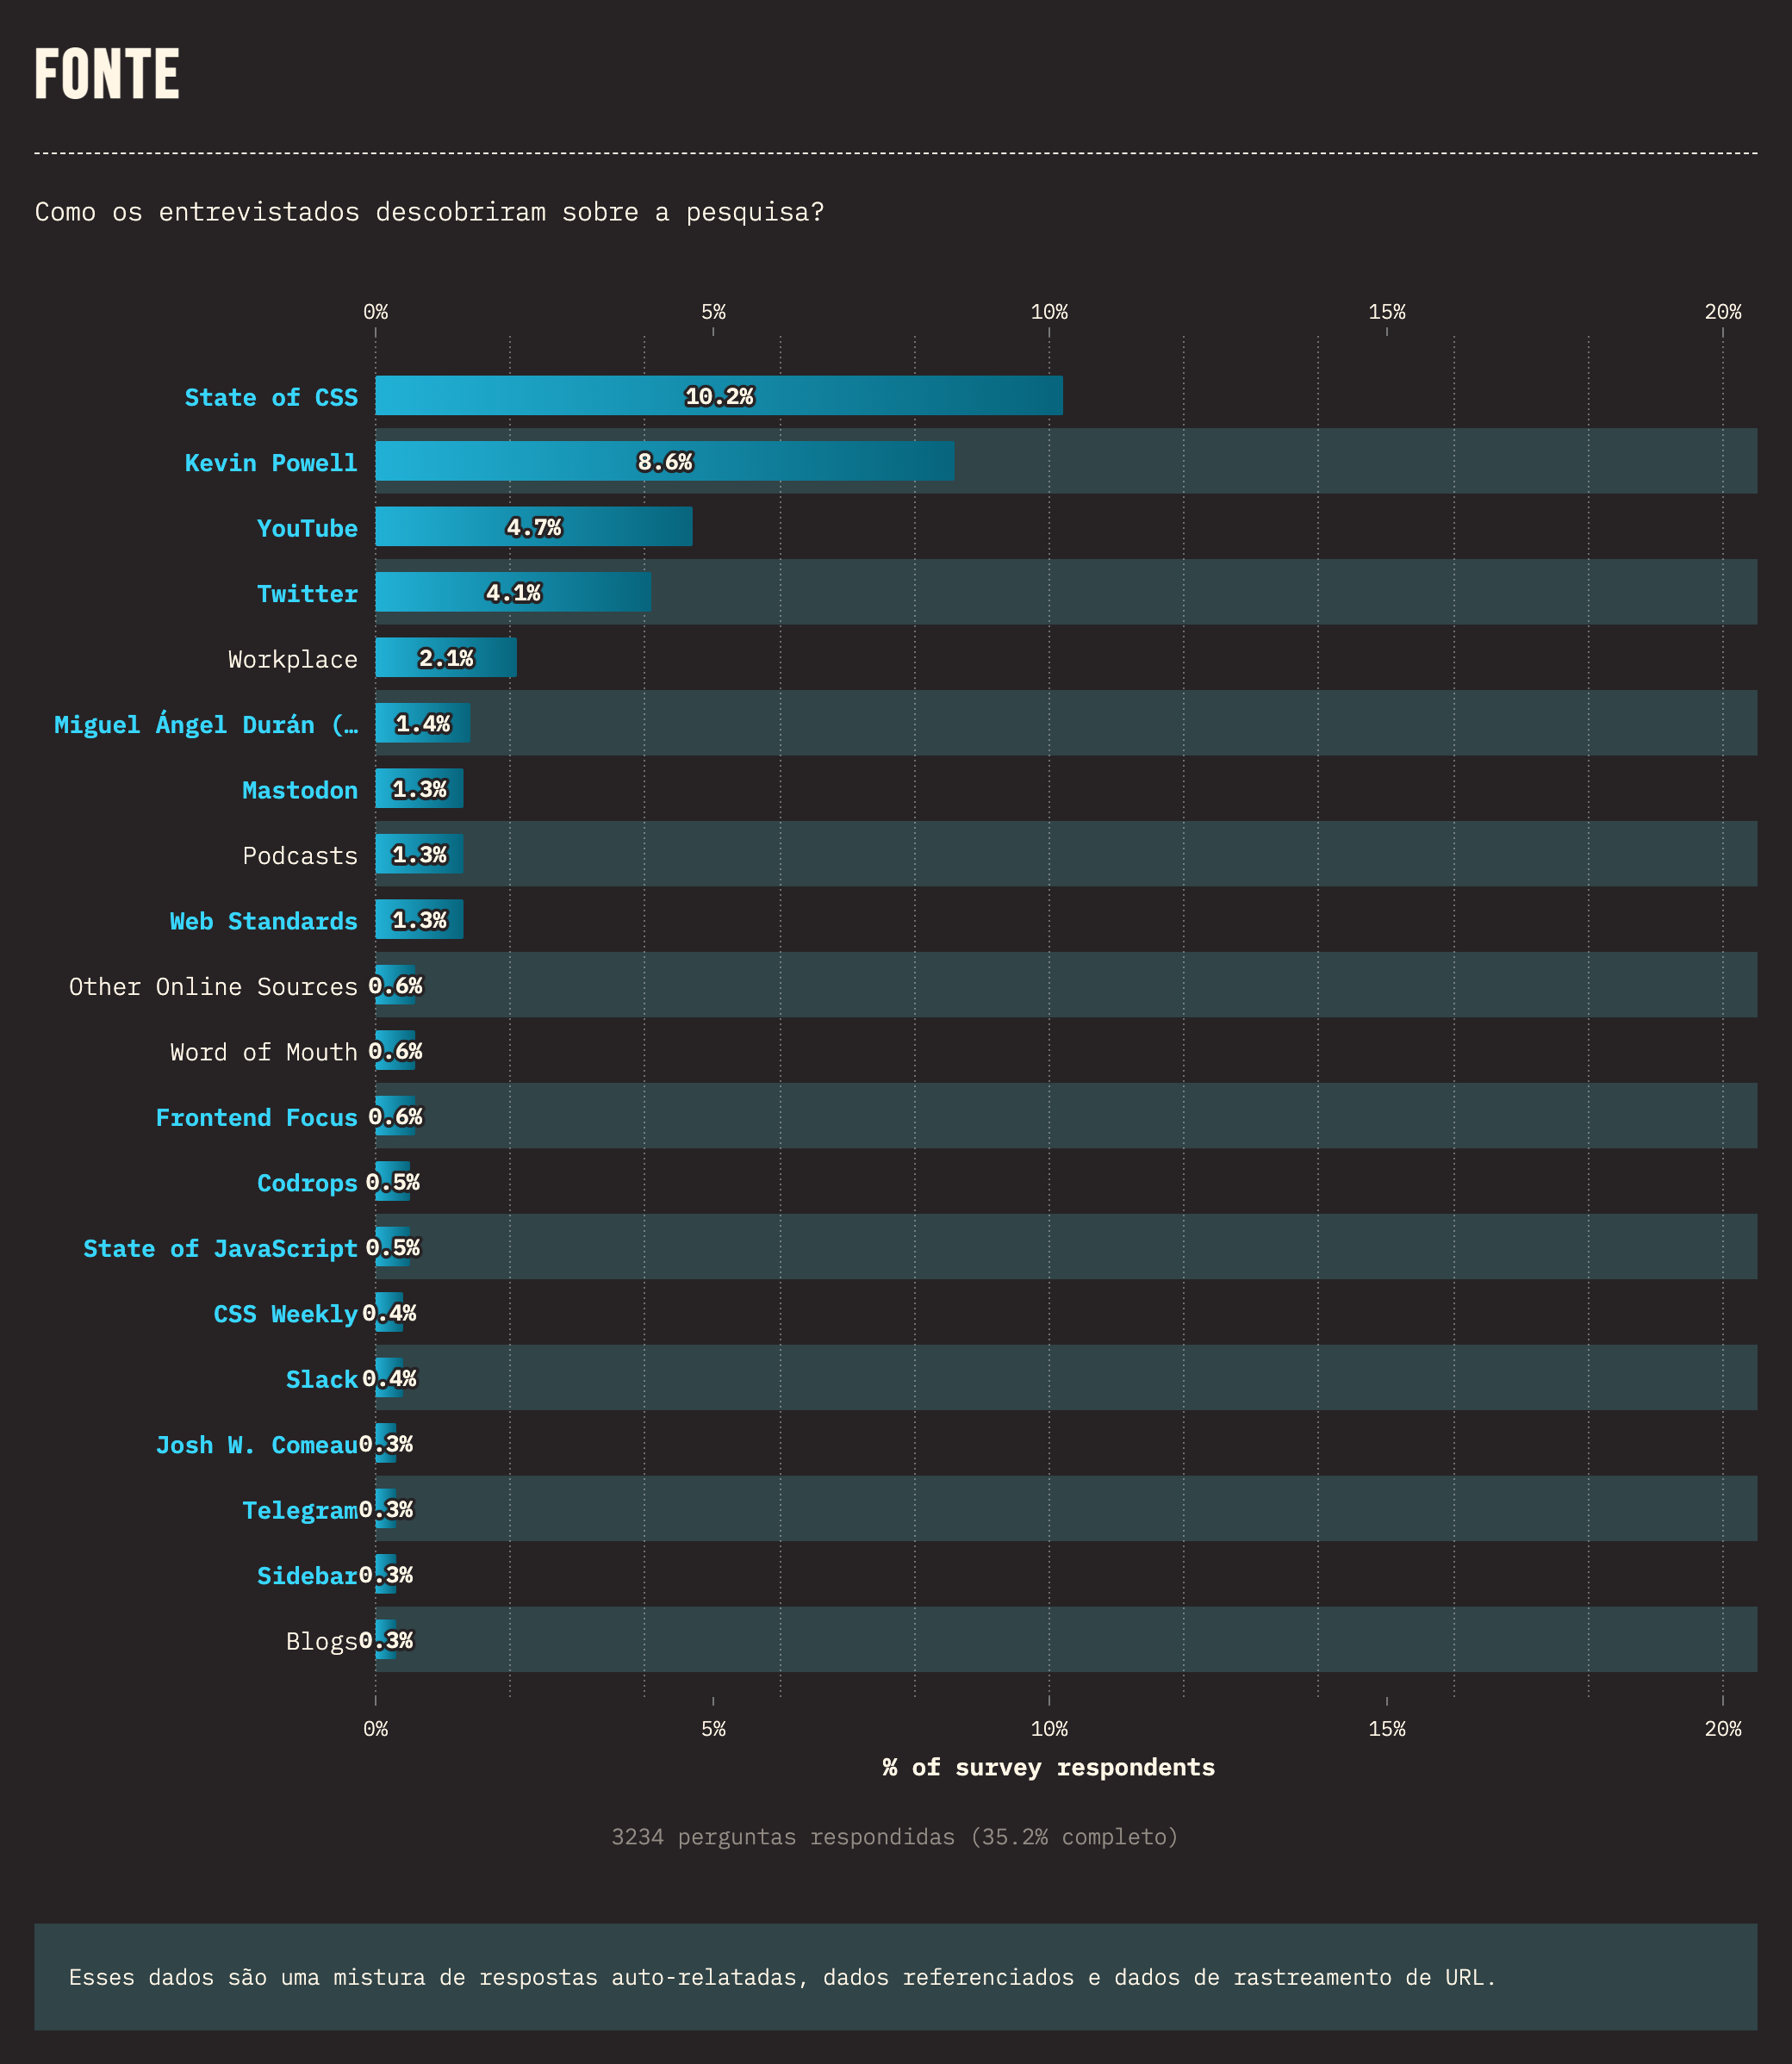 FONTE
Como os entrevistados descobriram sobre a pesquisa?
0% 5% 10% 15% 20%
State of CSS 10.2%
Kevin Powell 8.6%
YouTube 4.7%
Twitter 4.1%
Workplace 2.1%
Miguel Ángel Durán (… 1.4%
Mastodon 1.3%
Podcasts 1.3%
Web Standards 1.3%
Other Online Sources 0.6%
Word of Mouth 0.6%
Frontend Focus 0.6%
Codrops 0.5%
State of JavaScript 0.5%
CSS Weekly 0.4%
Slack 0.4%
Josh W. Comeau 0.3%
Telegram 0.3%
Sidebar 0.3%
Blogs 0.3%
0% 5% 10% 15% 20%
% of survey respondents
3234 perguntas respondidas (35.2% completo)
Esses dados são uma mistura de respostas auto-relatadas, dados referenciados e dados de rastreamento de URL.